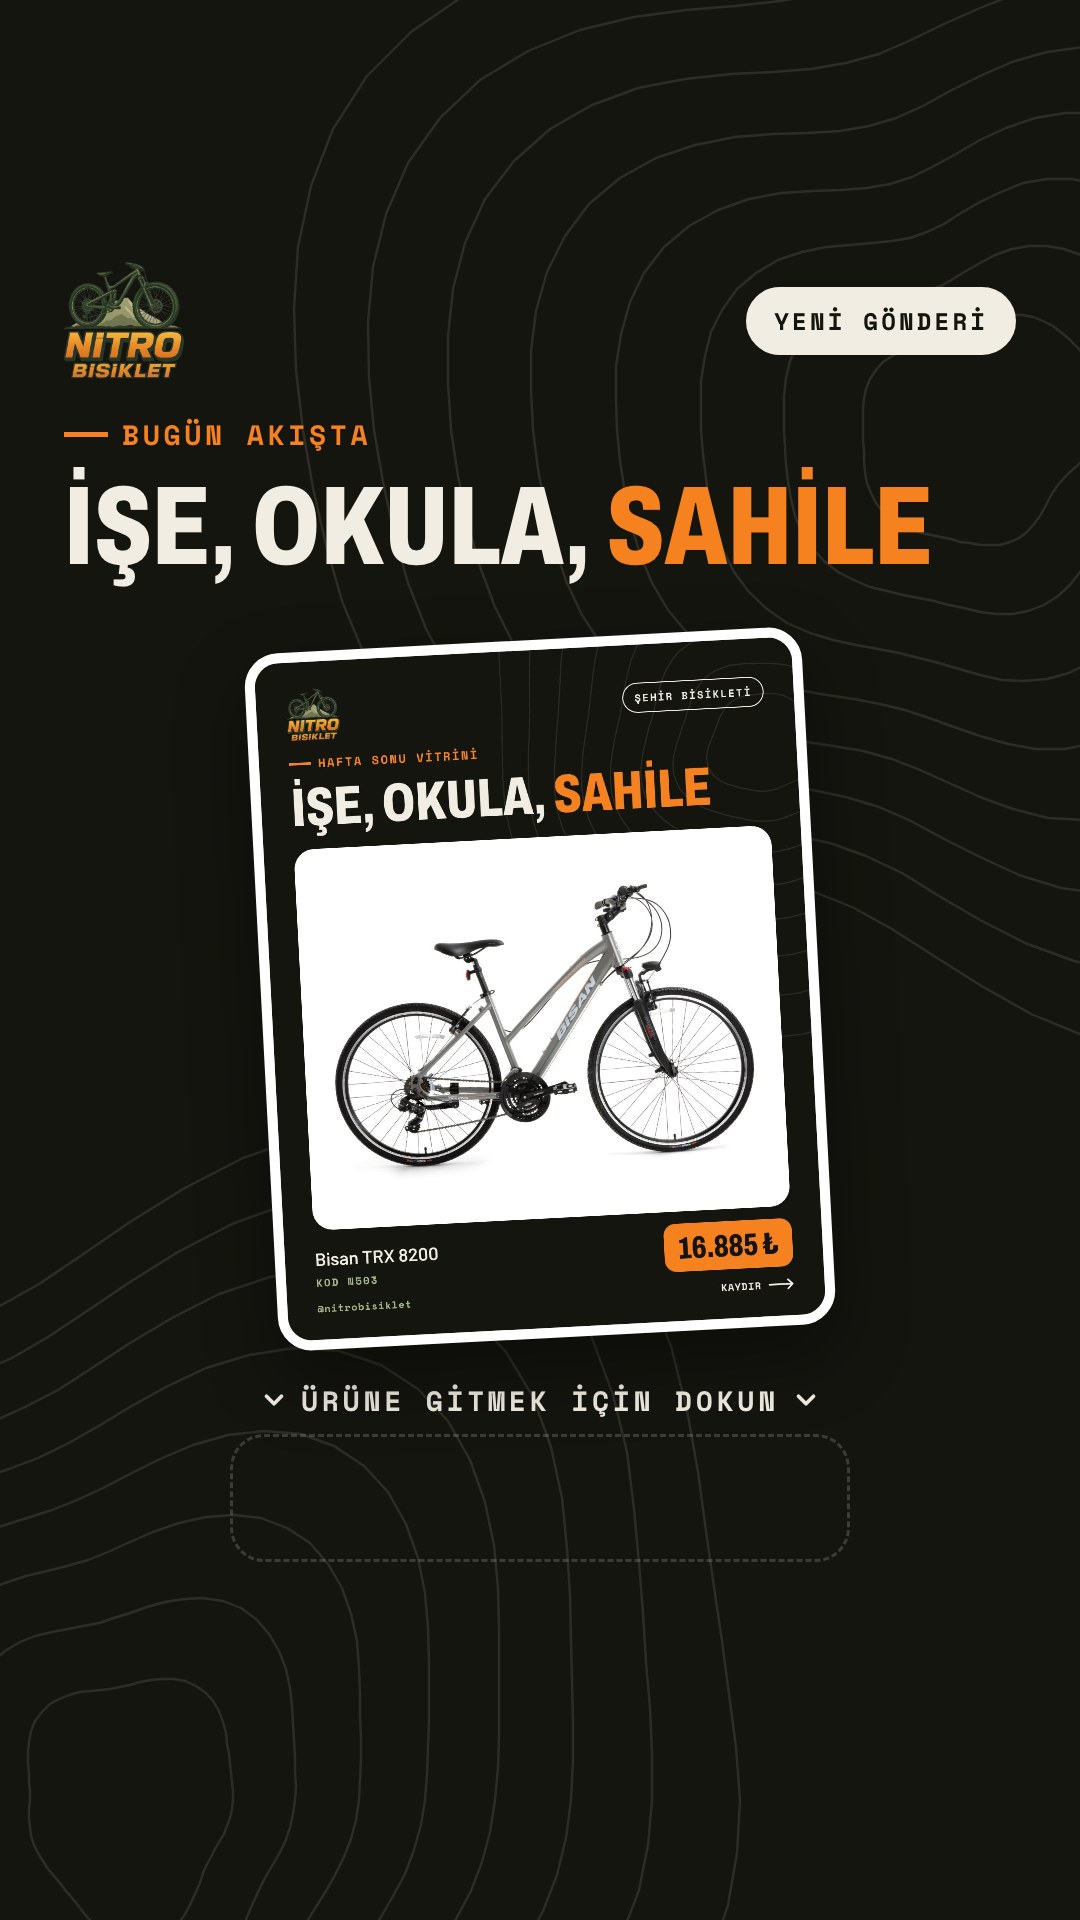 NiTRO
BiSiKLET
YENİ GÖNDERİ
BUGÜN AKIŞTA
İŞE, OKULA, SAHİLE
NiTRO
BISIKLET
ŞEHİR BİSİKLETİ
HAFTA SONU VİTRİNİ
İŞE, OKULA, SAHİLE
BISAN
Bisan TRX 8200
16.885 ₺
KOD N503
KAYDIR
@nitrobisiklet
ÜRÜNE GİTMEK İÇİN DOKUN